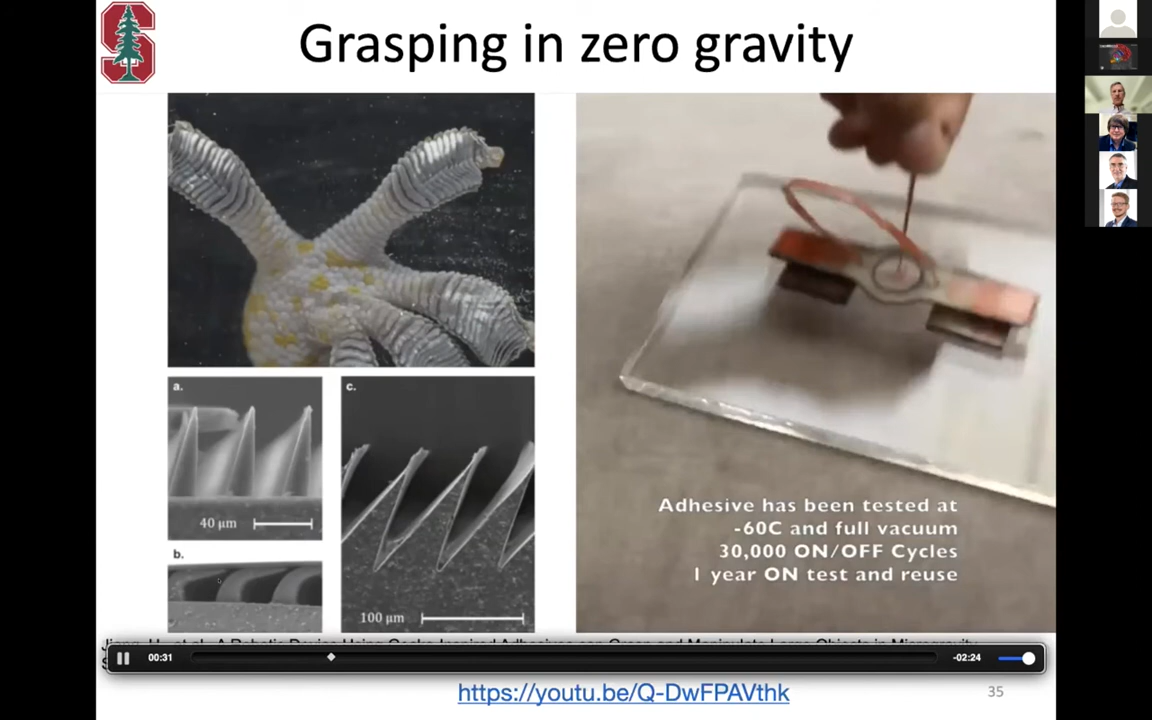 S
Grasping in zero gravity
a.
40 µm
b.
c.
100 µm
Adhesive has been tested at
-60C and full vacuum
30,000 ON/OFF Cycles
1 year ON test and reuse
00:31
-02:24
https://youtu.be/Q-DwFPAVthk
35